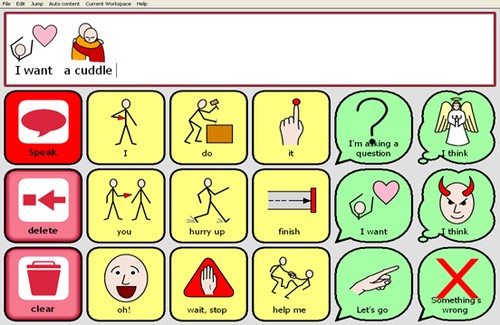 File Edit Jump Auto content Current Workspace Help
I want a cuddle
Speak
I
do
it
I'm asking a
question
I think
delete
you
hurry up
finish
I want
I think
clear
oh!
wait, stop
help me
Let's go
Something's
wrong